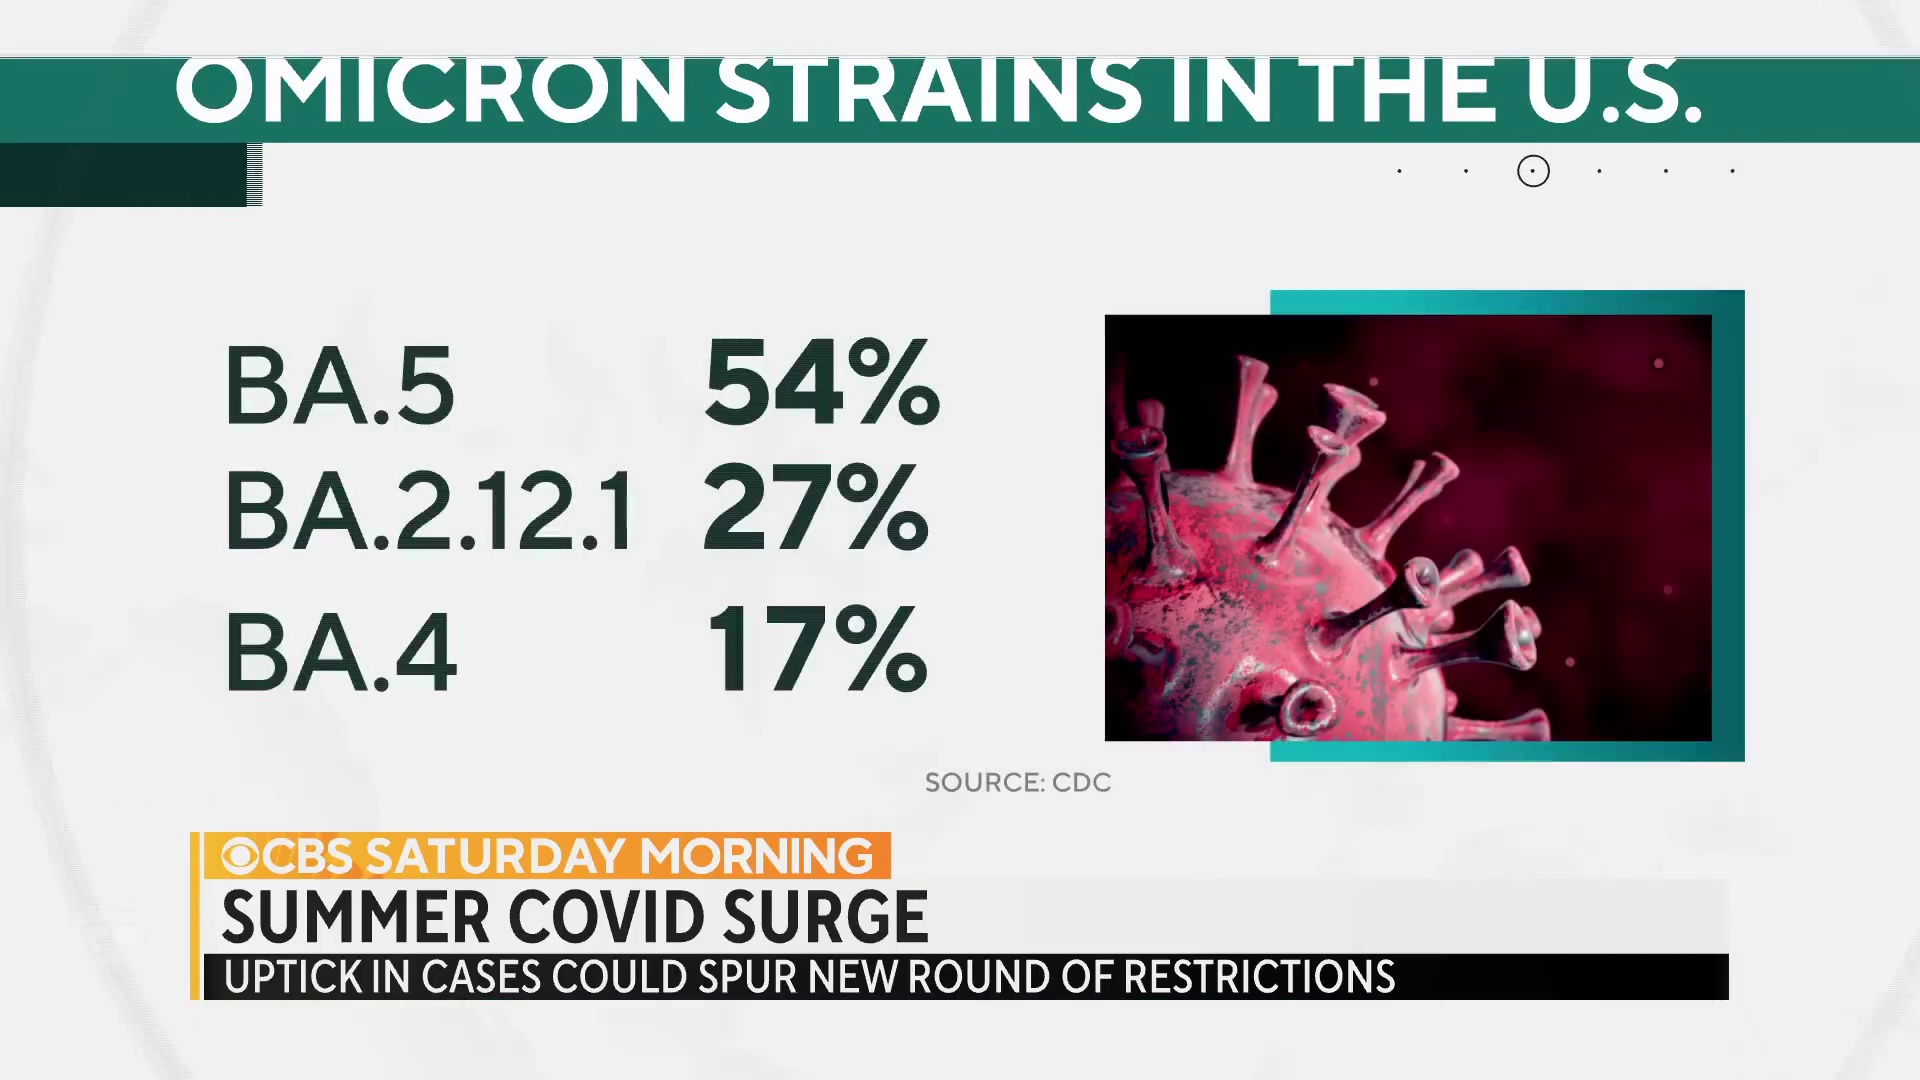 OMICRON STRAINS IN THE U.S.
BA.5 54%
BA.2.12.1 27%
BA.4 17%
SOURCE: CDC
CBS SATURDAY MORNING
SUMMER COVID SURGE
UPTICK IN CASES COULD SPUR NEW ROUND OF RESTRICTIONS